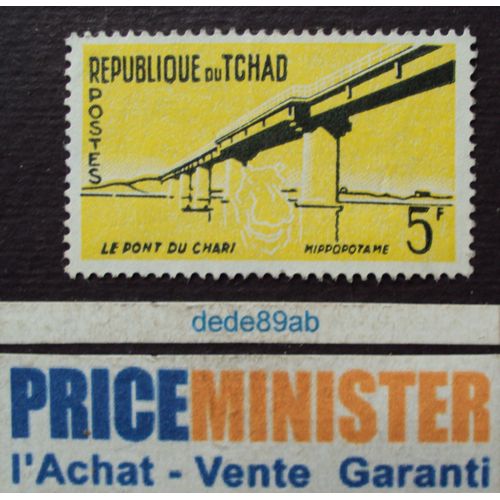 REPUBLIQUE DU TCHAD
POSTES
LE PONT DU CHARI
HIPPOPOTAME
5F
dede89ab
PRICEMINISTER
l'Achat - Vente Garanti